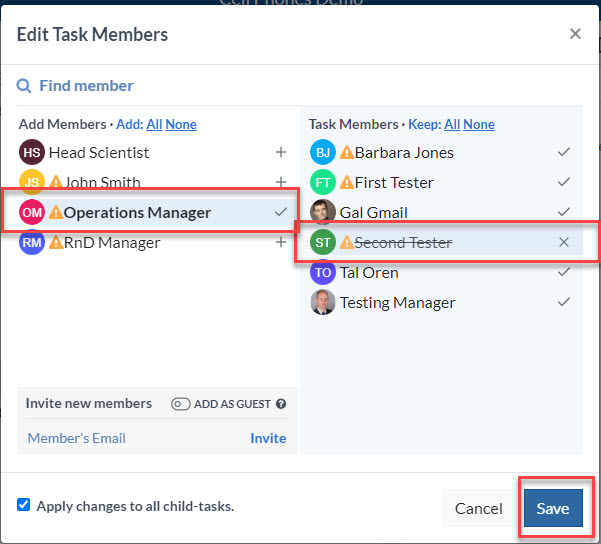 Cell Phones Demo
Edit Task Members
Find member
Add Members · Add: All None
HS Head Scientist
JS John Smith
OM Operations Manager
RM RnD Manager
Invite new members ADD AS GUEST
Member's Email Invite
Task Members · Keep: All None
BJ Barbara Jones
FT First Tester
Gal Gmail
ST Second Tester
TO Tal Oren
Testing Manager
Apply changes to all child-tasks.
Cancel Save